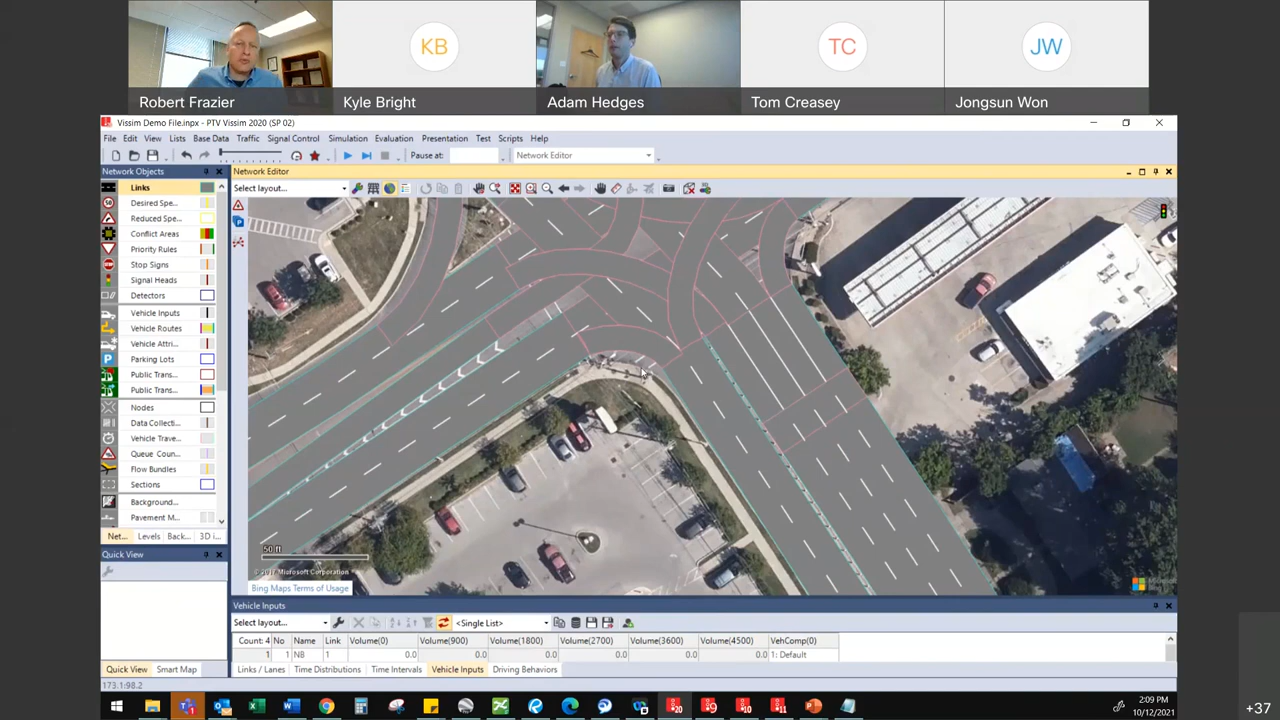 KB
TC
JW
Robert Frazier
Kyle Bright
Adam Hedges
Tom Creasey
Jongsun Won
Vissim Demo File.inpx - PTV Vissim 2020 (SP 02)
File Edit View Lists Base Data Traffic Signal Control Simulation Evaluation Presentation Test Scripts Help
Pause at:
Network Editor
Network Objects
Network Editor
Select layout...
Links
Desired Spe...
Reduced Spe...
Conflict Areas
Priority Rules
Stop Signs
Signal Heads
Detectors
Vehicle Inputs
Vehicle Routes
Vehicle Attri...
Parking Lots
Public Trans...
Public Trans...
Nodes
Data Collecti...
Vehicle Trave...
Queue Coun...
Flow Bundles
Sections
Background...
Pavement M...
Net... Levels Back... 3D i...
50 ft
Microsoft Corporation
Bing Maps Terms of Usage
Quick View
Vehicle Inputs
Select layout...
<Single List>
Count: 4 No Name Link Volume(0) Volume(900) Volume(1800) Volume(2700) Volume(3600) Volume(4500) VehComp(0)
1 1 NB 1 0.0 0.0 0.0 0.0 0.0 0.0 1: Default
Quick View Smart Map
Links / Lanes Time Distributions Time Intervals Vehicle Inputs Driving Behaviors
173.1:98.2
2:09 PM
10/12/2021
+37